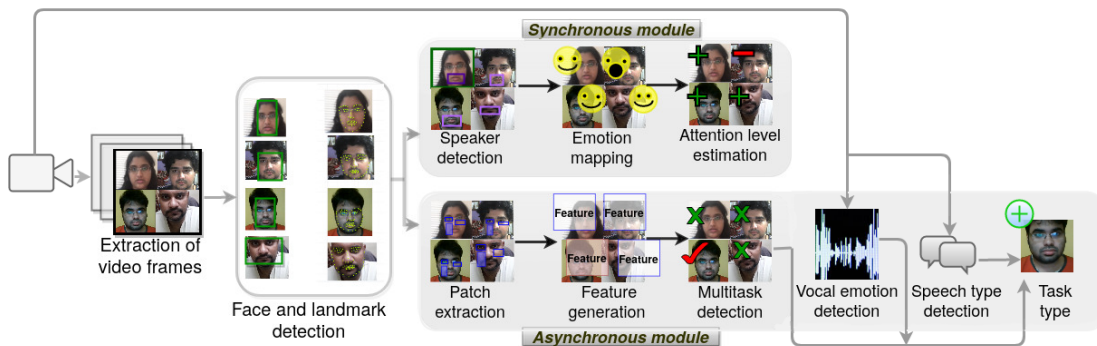 Synchronous module
Speaker
detection
Emotion
mapping
Attention level
estimation
Extraction of
video frames
Face and landmark
detection
Feature
Feature
Feature
Feature
Patch
extraction
Feature
generation
Multitask
detection
Vocal emotion
detection
Speech type
detection
Task
type
Asynchronous module